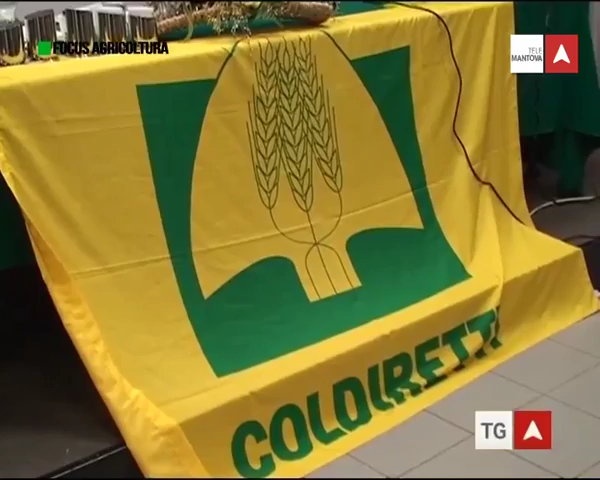 FOCUS AGRICOLTURA
TELE
MANTOVA
COLDIRETTI
TG